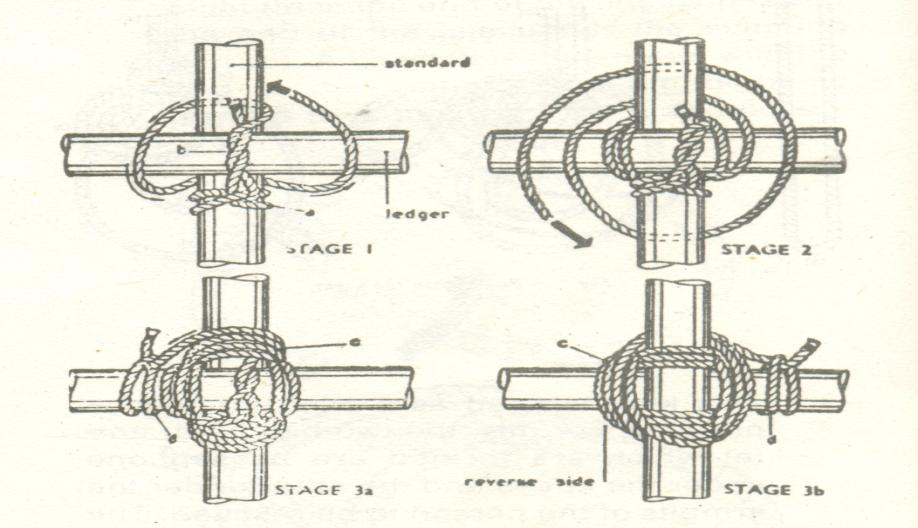 standard
b
a
ledger
STAGE 1
STAGE 2
c
d
STAGE 3a
c
d
reverse side
STAGE 3b